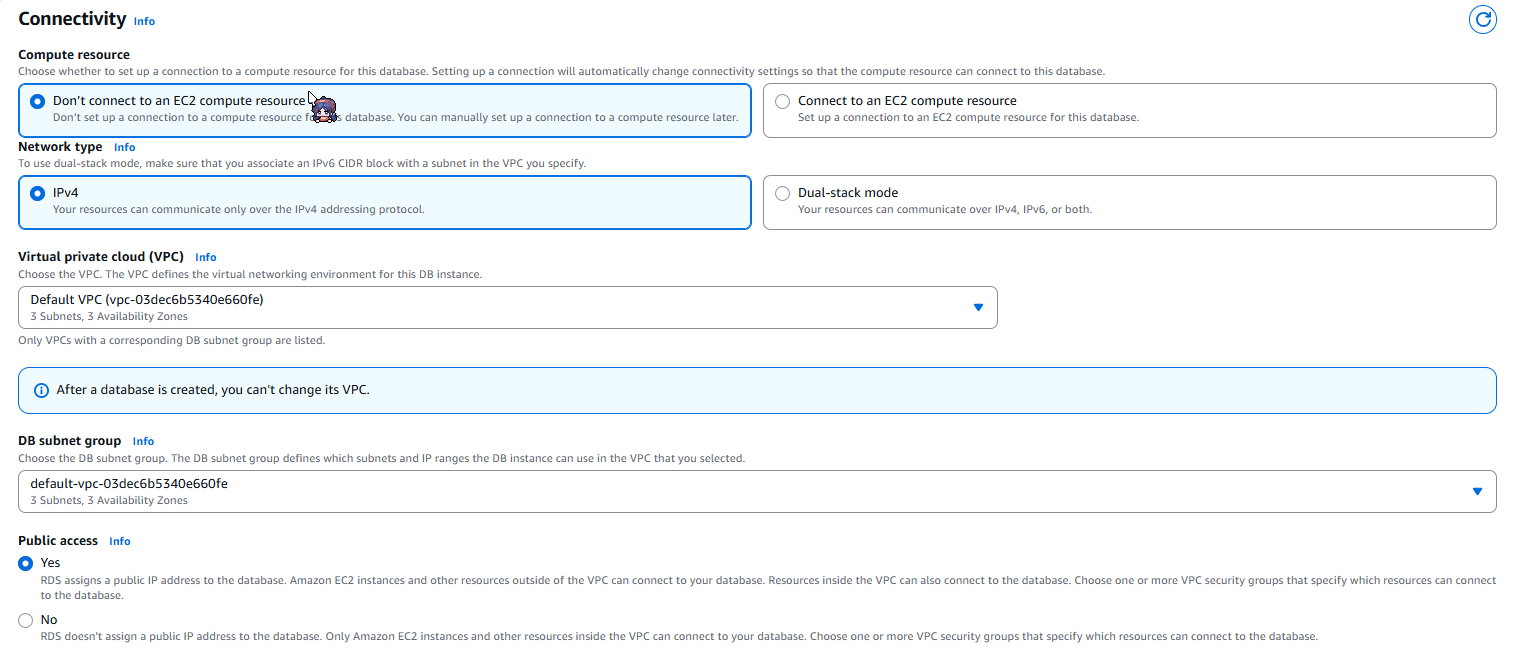 Connectivity Info
Compute resource
Choose whether to set up a connection to a compute resource for this database. Setting up a connection will automatically change connectivity settings so that the compute resource can connect to this database.
Don't connect to an EC2 compute resource
Don't set up a connection to a compute resource database. You can manually set up a connection to a compute resource later.
Connect to an EC2 compute resource
Set up a connection to an EC2 compute resource for this database.
Network type Info
To use dual-stack mode, make sure that you associate an IPv6 CIDR block with a subnet in the VPC you specify.
IPv4
Your resources can communicate only over the IPv4 addressing protocol.
Dual-stack mode
Your resources can communicate over IPv4, IPv6, or both.
Virtual private cloud (VPC) Info
Choose the VPC. The VPC defines the virtual networking environment for this DB instance.
Default VPC (vpc-03dec6b5340e660fe)
3 Subnets, 3 Availability Zones
Only VPCs with a corresponding DB subnet group are listed.
After a database is created, you can't change its VPC.
DB subnet group Info
Choose the DB subnet group. The DB subnet group defines which subnets and IP ranges the DB instance can use in the VPC that you selected.
default-vpc-03dec6b5340e660fe
3 Subnets, 3 Availability Zones
Public access Info
Yes
RDS assigns a public IP address to the database. Amazon EC2 instances and other resources outside of the VPC can connect to your database. Resources inside the VPC can also connect to the database. Choose one or more VPC security groups that specify which resources can connect
to the database.
No
RDS doesn't assign a public IP address to the database. Only Amazon EC2 instances and other resources inside the VPC can connect to your database. Choose one or more VPC security groups that specify which resources can connect to the database.